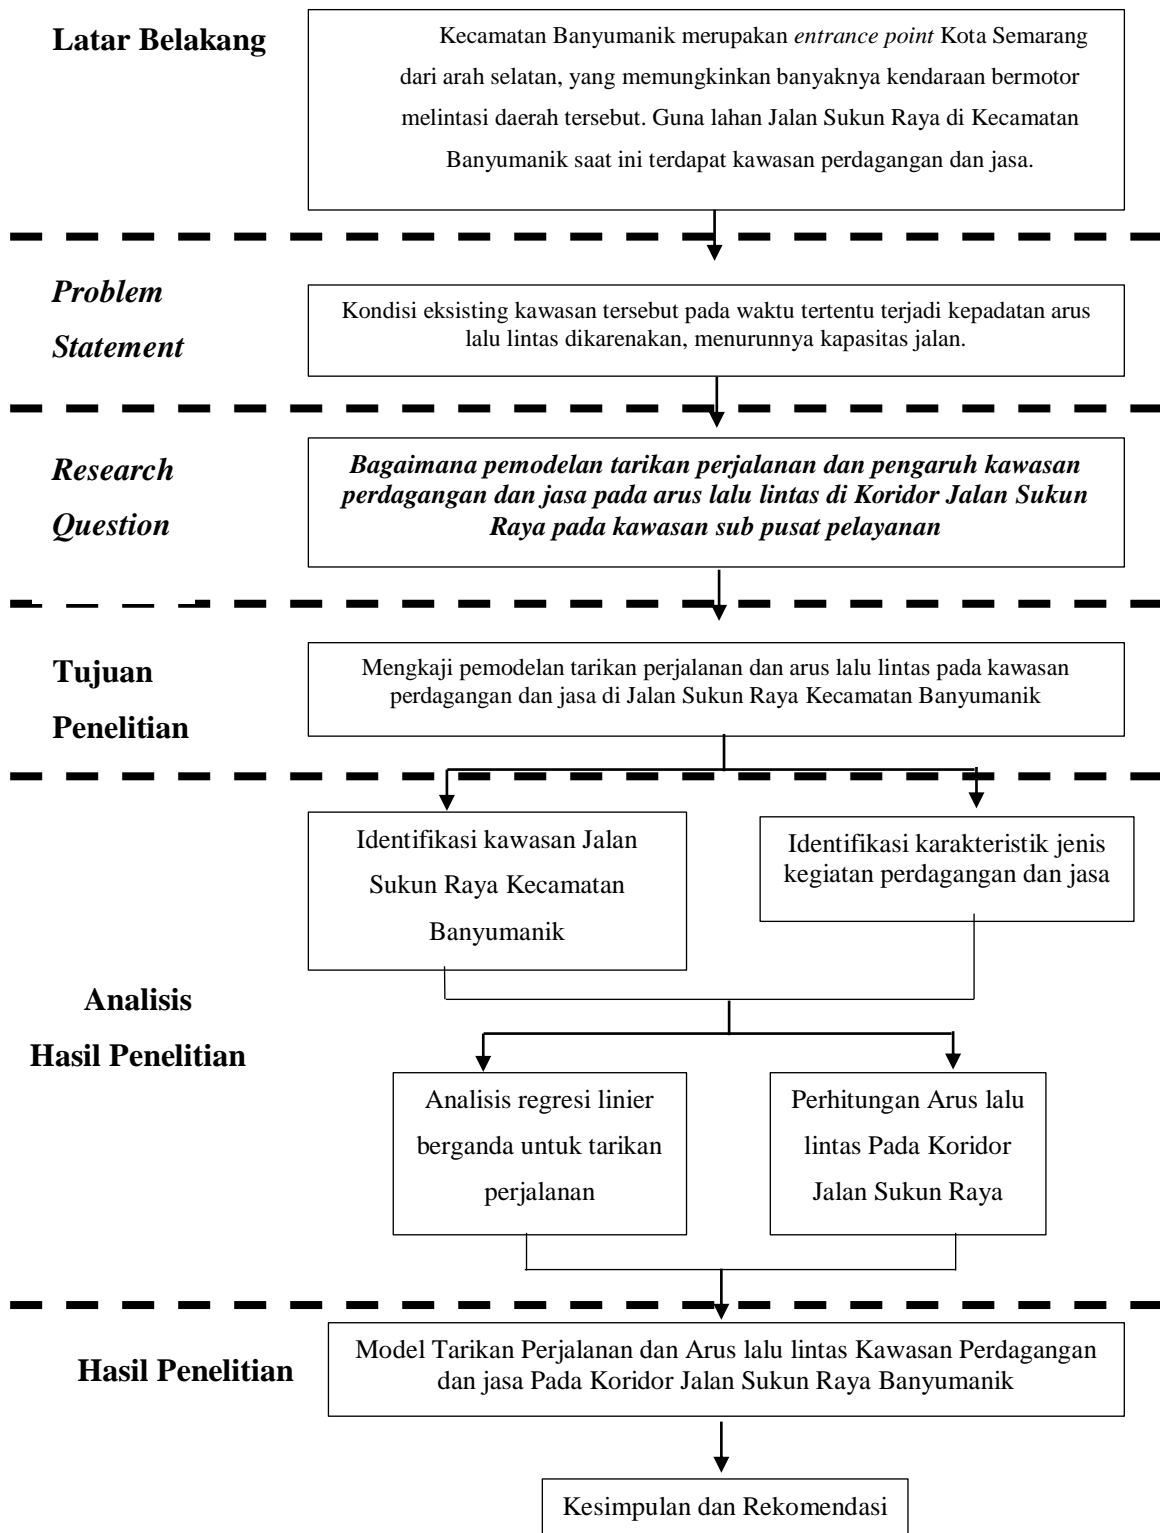 Latar Belakang
Kecamatan Banyumanik merupakan entrance point Kota Semarang
dari arah selatan, yang memungkinkan banyaknya kendaraan bermotor
melintasi daerah tersebut. Guna lahan Jalan Sukun Raya di Kecamatan
Banyumanik saat ini terdapat kawasan perdagangan dan jasa.
Problem
Statement
Kondisi eksisting kawasan tersebut pada waktu tertentu terjadi kepadatan arus
lalu lintas dikarenakan, menurunnya kapasitas jalan.
Research
Question
Bagaimana pemodelan tarikan perjalanan dan pengaruh kawasan
perdagangan dan jasa pada arus lalu lintas di Koridor Jalan Sukun
Raya pada kawasan sub pusat pelayanan
Tujuan
Penelitian
Mengkaji pemodelan tarikan perjalanan dan arus lalu lintas pada kawasan
perdagangan dan jasa di Jalan Sukun Raya Kecamatan Banyumanik
Identifikasi kawasan Jalan
Sukun Raya Kecamatan
Banyumanik
Identifikasi karakteristik jenis
kegiatan perdagangan dan jasa
Analisis
Hasil Penelitian
Analisis regresi linier
berganda untuk tarikan
perjalanan
Perhitungan Arus lalu
lintas Pada Koridor
Jalan Sukun Raya
Hasil Penelitian
Model Tarikan Perjalanan dan Arus lalu lintas Kawasan Perdagangan
dan jasa Pada Koridor Jalan Sukun Raya Banyumanik
Kesimpulan dan Rekomendasi